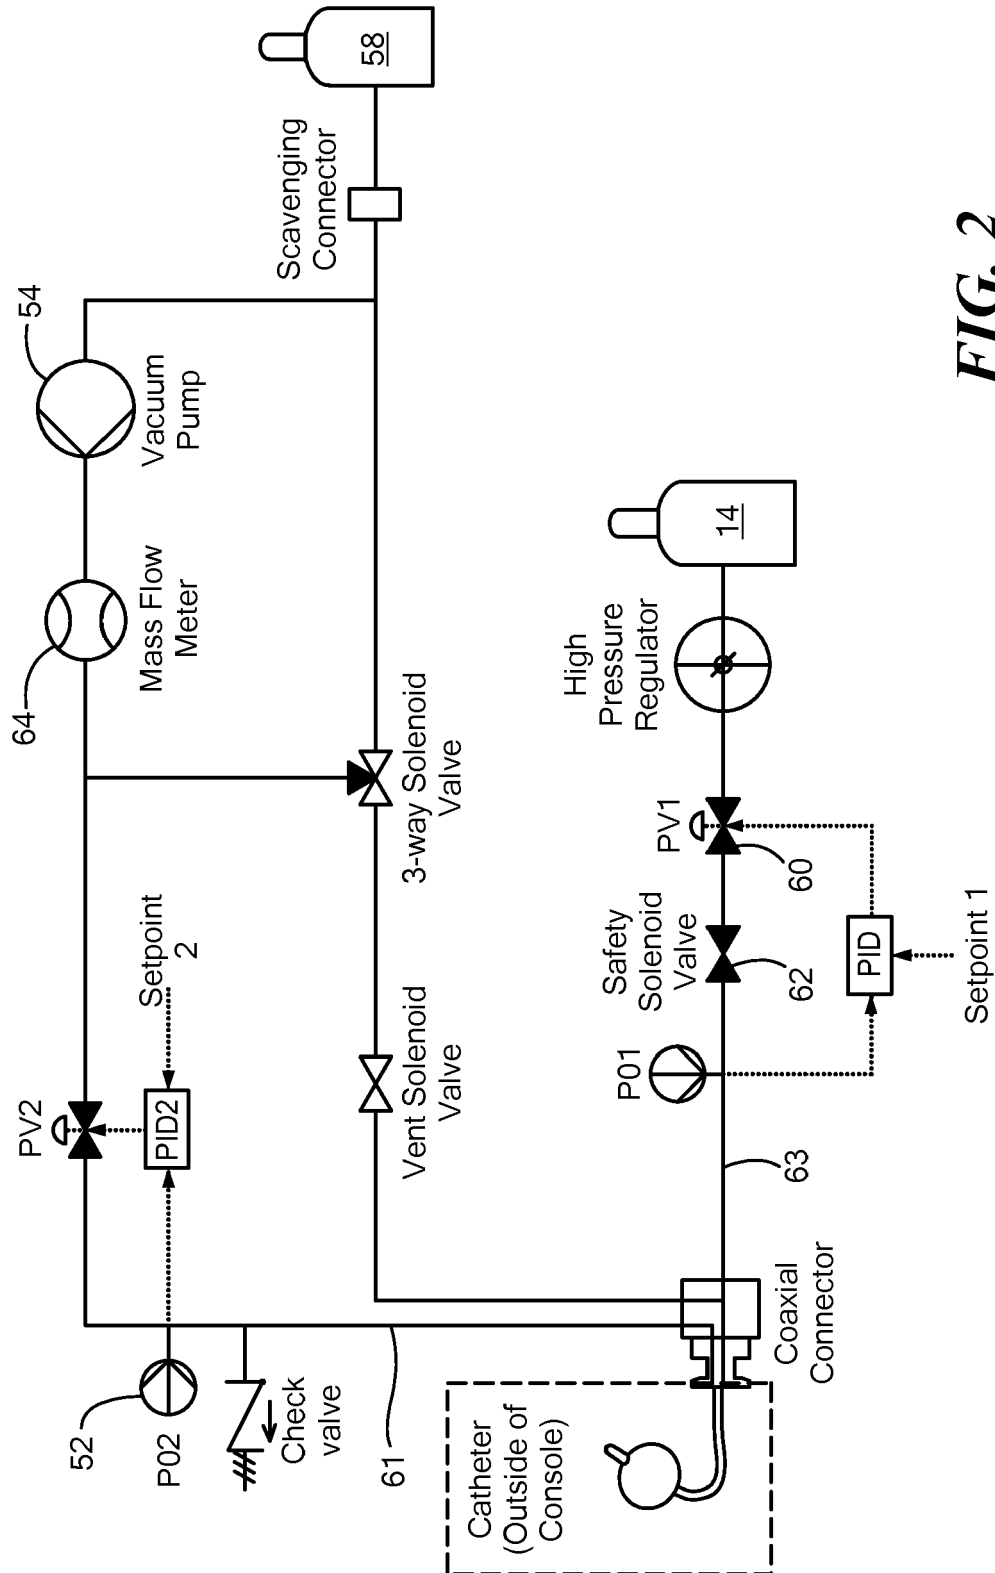 58
Scavenging
Connector
54
Vacuum
Pump
64
Mass Flow
Meter
3-way Solenoid
Valve
Setpoint
2
PV2
PID2
Vent Solenoid
Valve
52
P02
Check
valve
61
14
High
Pressure
Regulator
PV1
60
Safety
Solenoid
Valve
62
PID
Setpoint 1
P01
63
Coaxial
Connector
Catheter
(Outside of
Console)
FIG. 2